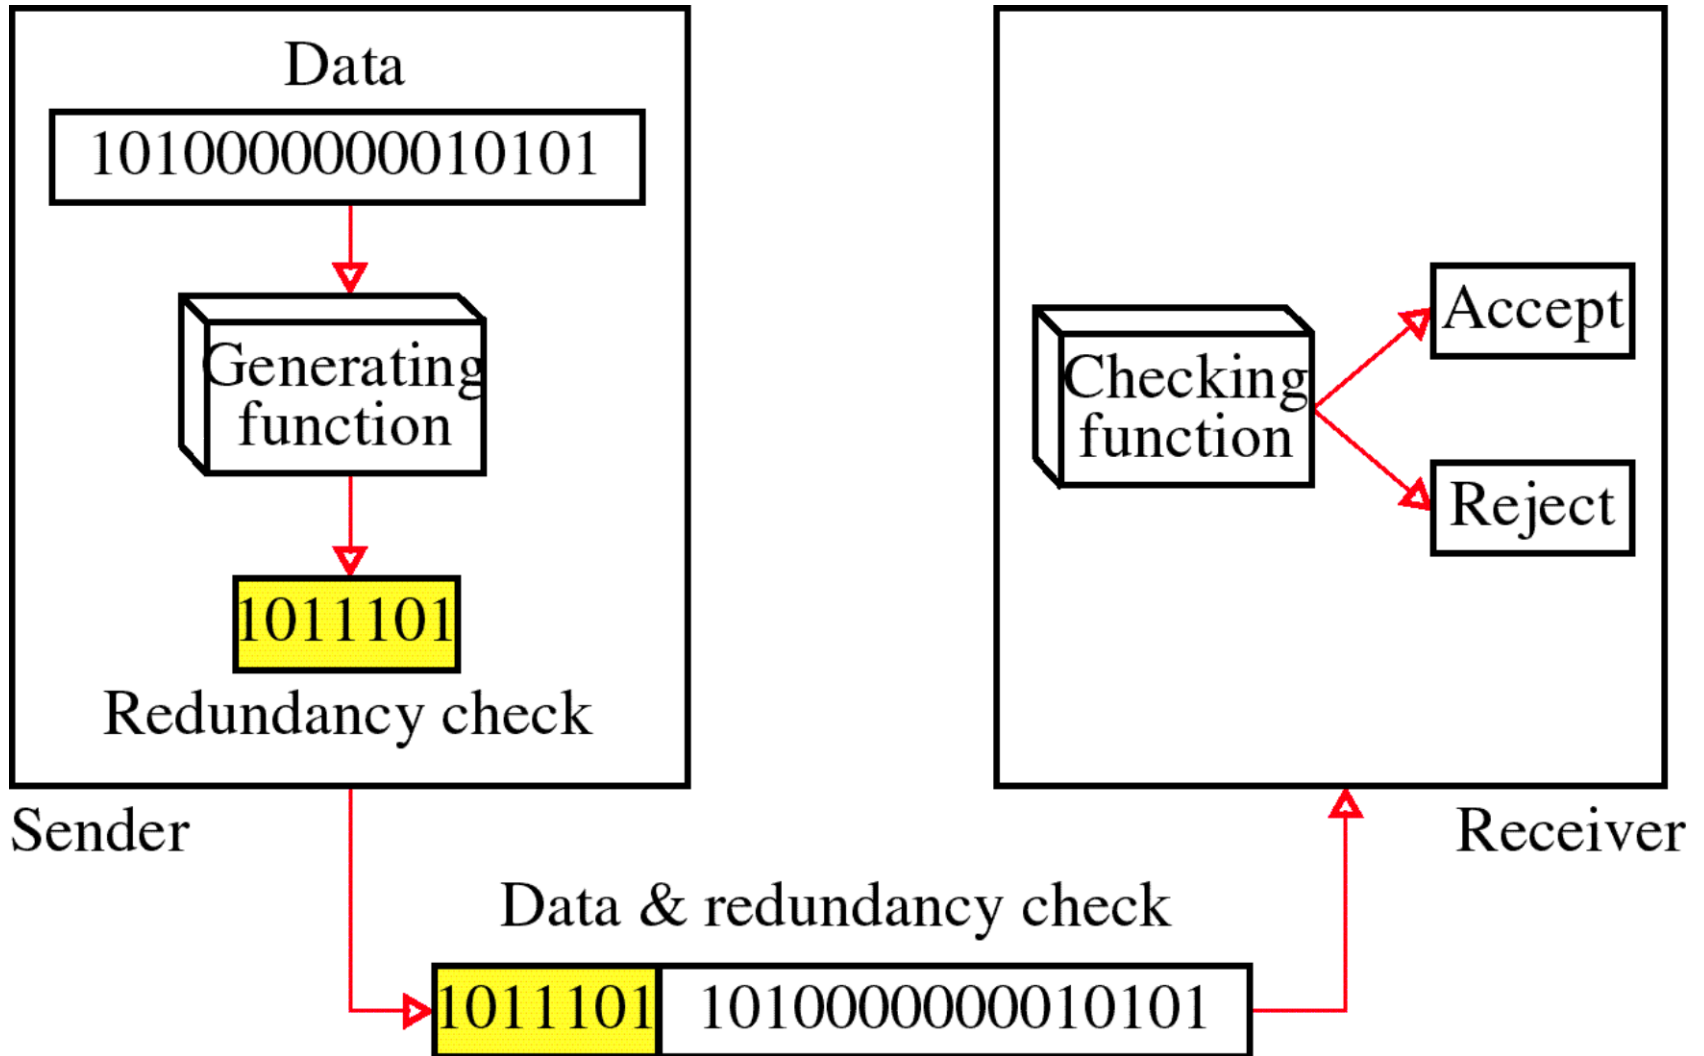 Data
1010000000010101
Generating
function
1011101
Redundancy check
Sender
Checking
function
Accept
Reject
Receiver
Data & redundancy check
1011101 1010000000010101